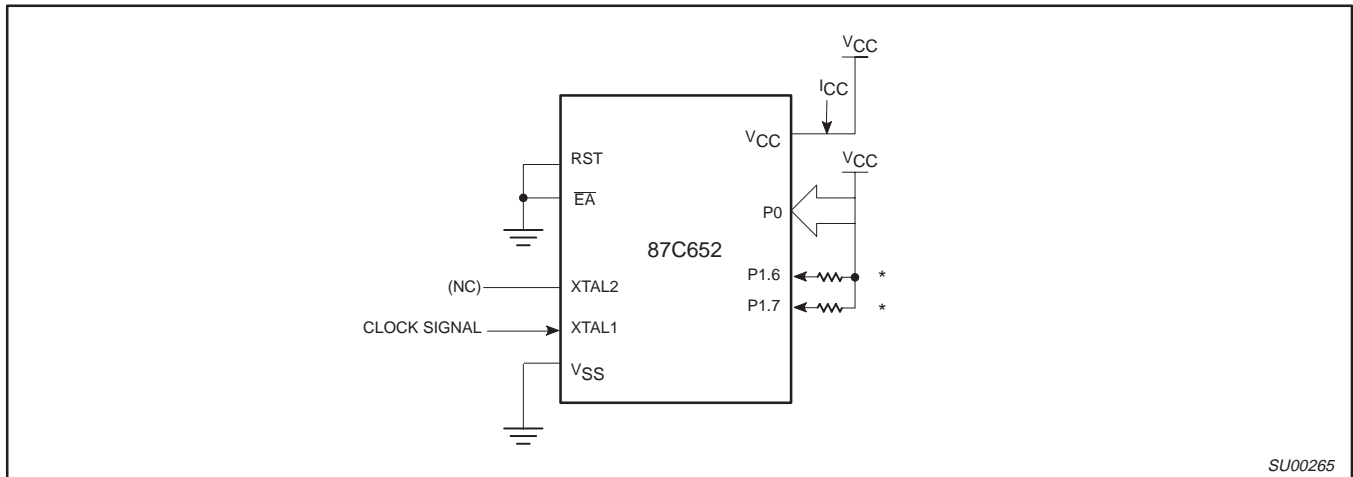 VCC
ICC
VCC
VCC
RST
EA
P0
87C652
P1.6 *
(NC) XTAL2
P1.7 *
CLOCK SIGNAL XTAL1
VSS
SU00265